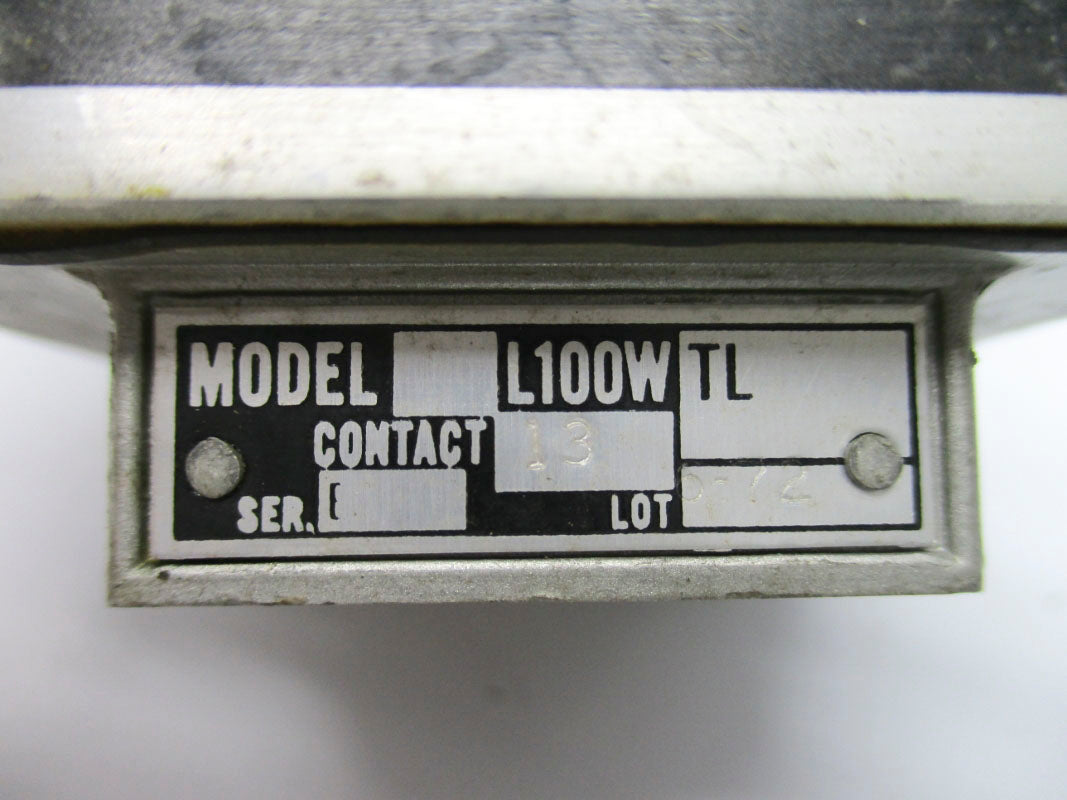 MODEL L100W TL
CONTACT 13
SER. E LOT